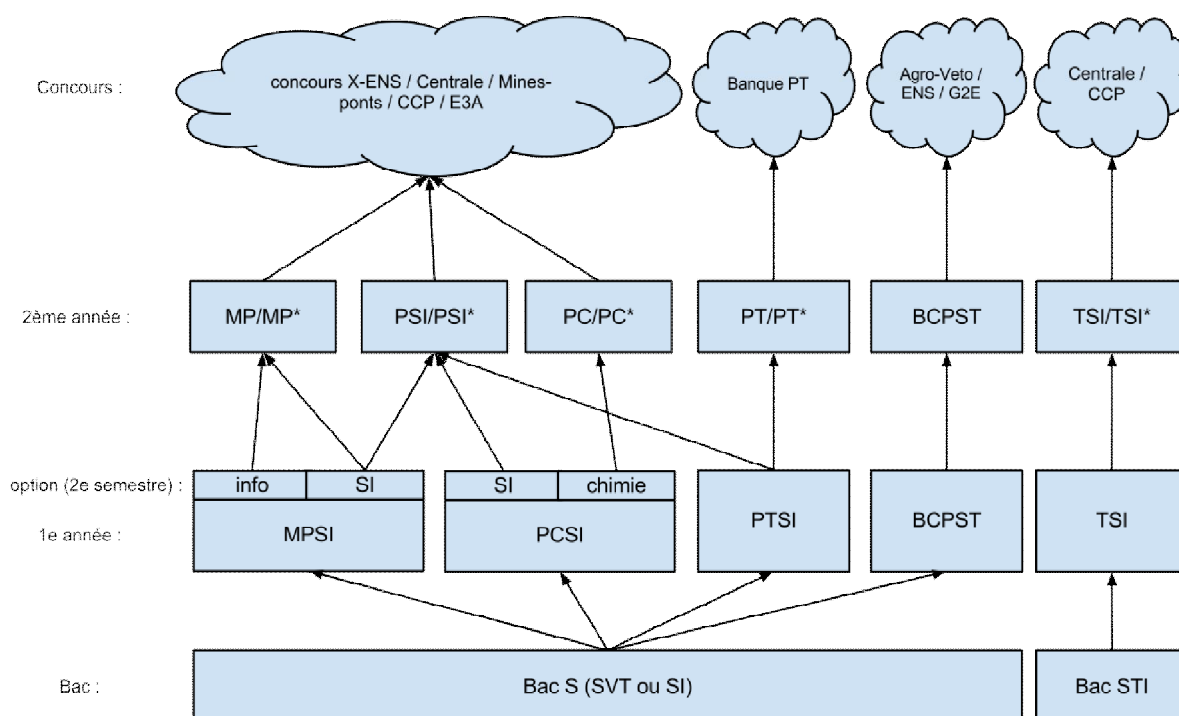 Concours :
concours X-ENS / Centrale / Mines-
ponts / CCP / E3A
Banque PT
Agro-Veto /
ENS / G2E
Centrale /
CCP
2ème année :
MP/MP*
PSI/PSI*
PC/PC*
PT/PT*
BCPST
TSI/TSI*
option (2e semestre) :
info
SI
SI
chimie
1e année :
MPSI
PCSI
PTSI
BCPST
TSI
Bac :
Bac S (SVT ou SI)
Bac STI